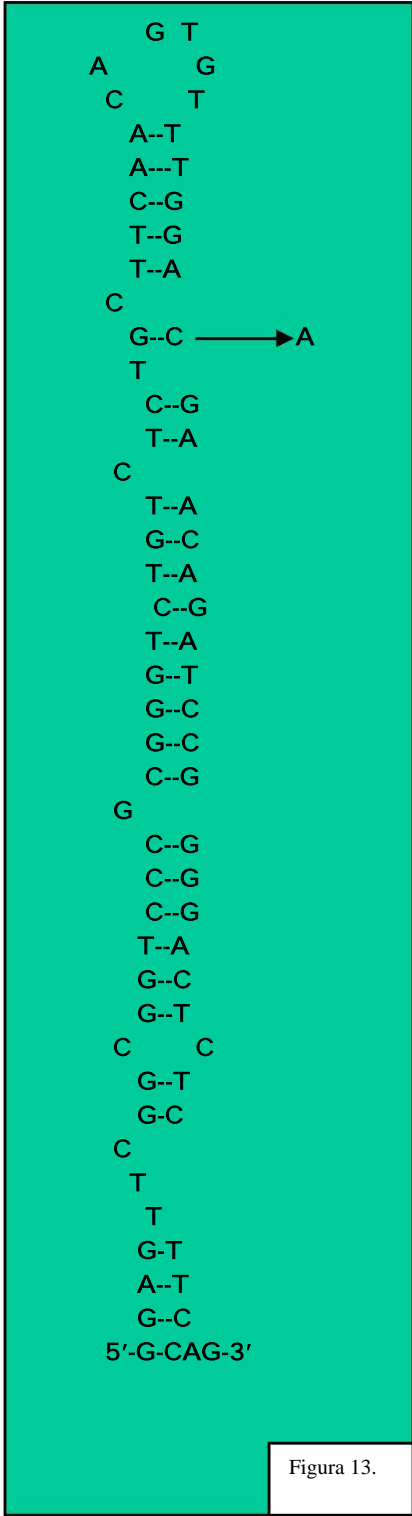 G T
A G
C T
A--T
A---T
C--G
T--G
T--A
C
G--C A
T
C--G
T--A
C
T--A
G--C
T--A
C--G
T--A
G--T
G--C
G--C
C--G
G
C--G
C--G
C--G
T--A
G--C
G--T
C C
G--T
G-C
C
T
T
G-T
A--T
G--C
5'-G-CAG-3'
Figura 13.